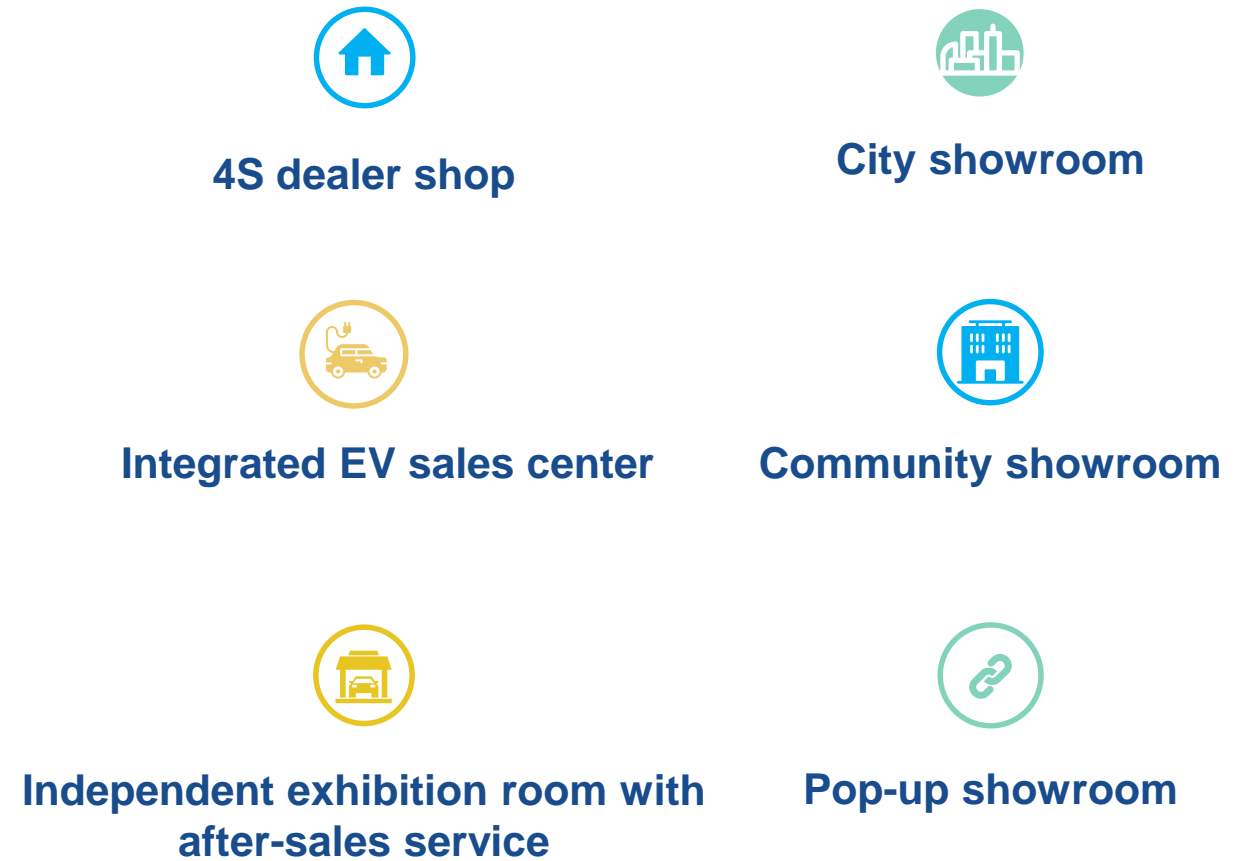 4S dealer shop
City showroom
Integrated EV sales center
Community showroom
Independent exhibition room with
after-sales service
Pop-up showroom